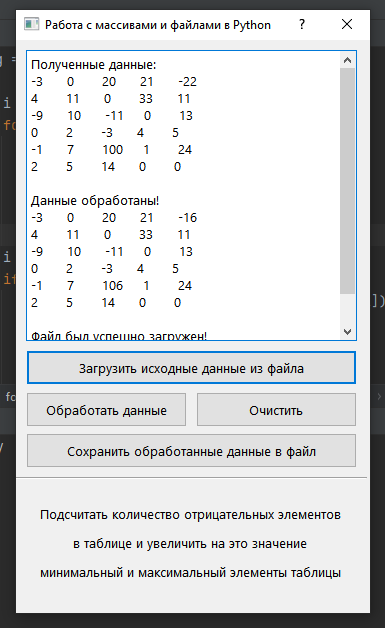 Работа с массивами и файлами в Python ? ×
Полученные данные:
-3 0 20 21 -22
4 11 0 33 11
-9 10 -11 0 13
0 2 -3 4 5
-1 7 100 1 24
2 5 14 0 0
Данные обработаны!
-3 0 20 21 -16
4 11 0 33 11
-9 10 -11 0 13
0 2 -3 4 5
-1 7 106 1 24
2 5 14 0 0
Файл был успешно загружен!
Загрузить исходные данные из файла
Обработать данные
Очистить
Сохранить обработанные данные в файл
Подсчитать количество отрицательных элементов
в таблице и увеличить на это значение
минимальный и максимальный элементы таблицы